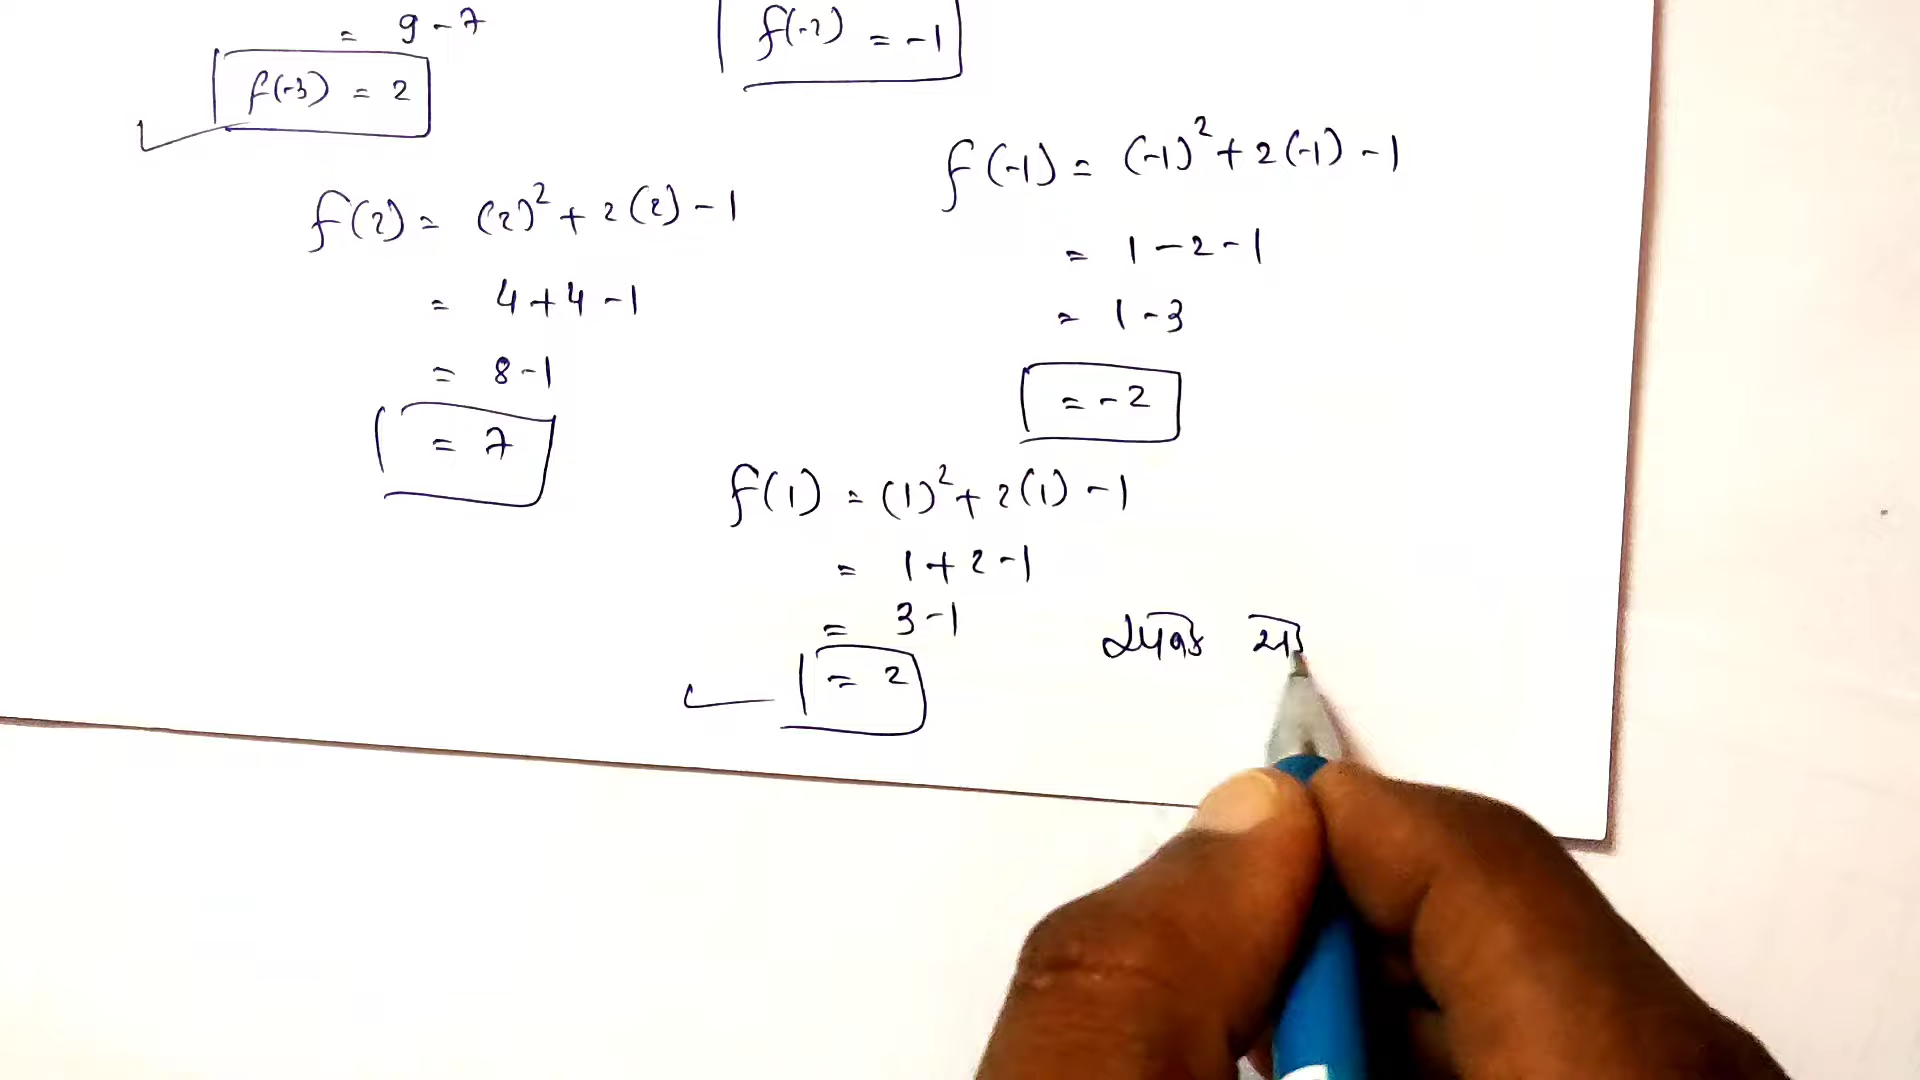 = 9 - 7
f(-3) = 2
f(-2) = -1
f(2) = (2)² + 2(2) - 1
= 4 + 4 - 1
= 8 - 1
= 7
f(-1) = (-1)² + 2(-1) - 1
= 1 - 2 - 1
= 1 - 3
= -2
f(1) = (1)² + 2(1) - 1
= 1 + 2 - 1
= 3 - 1
= 2